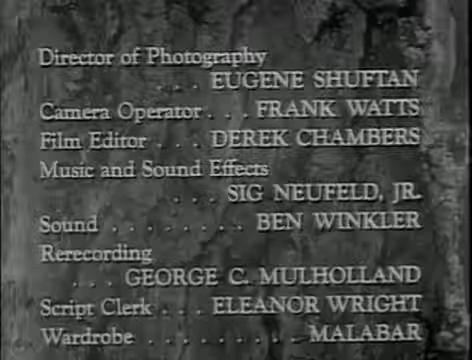 Director of Photography
. . . EUGENE SHUFTAN
Camera Operator . . . FRANK WATTS
Film Editor . . . DEREK CHAMBERS
Music and Sound Effects
. . . SIG NEUFELD, JR.
Sound . . . . . . . . BEN WINKLER
Rerecording
. . . GEORGE C. MULHOLLAND
Script Clerk . . . ELEANOR WRIGHT
Wardrobe . . . . . . . . . MALABAR